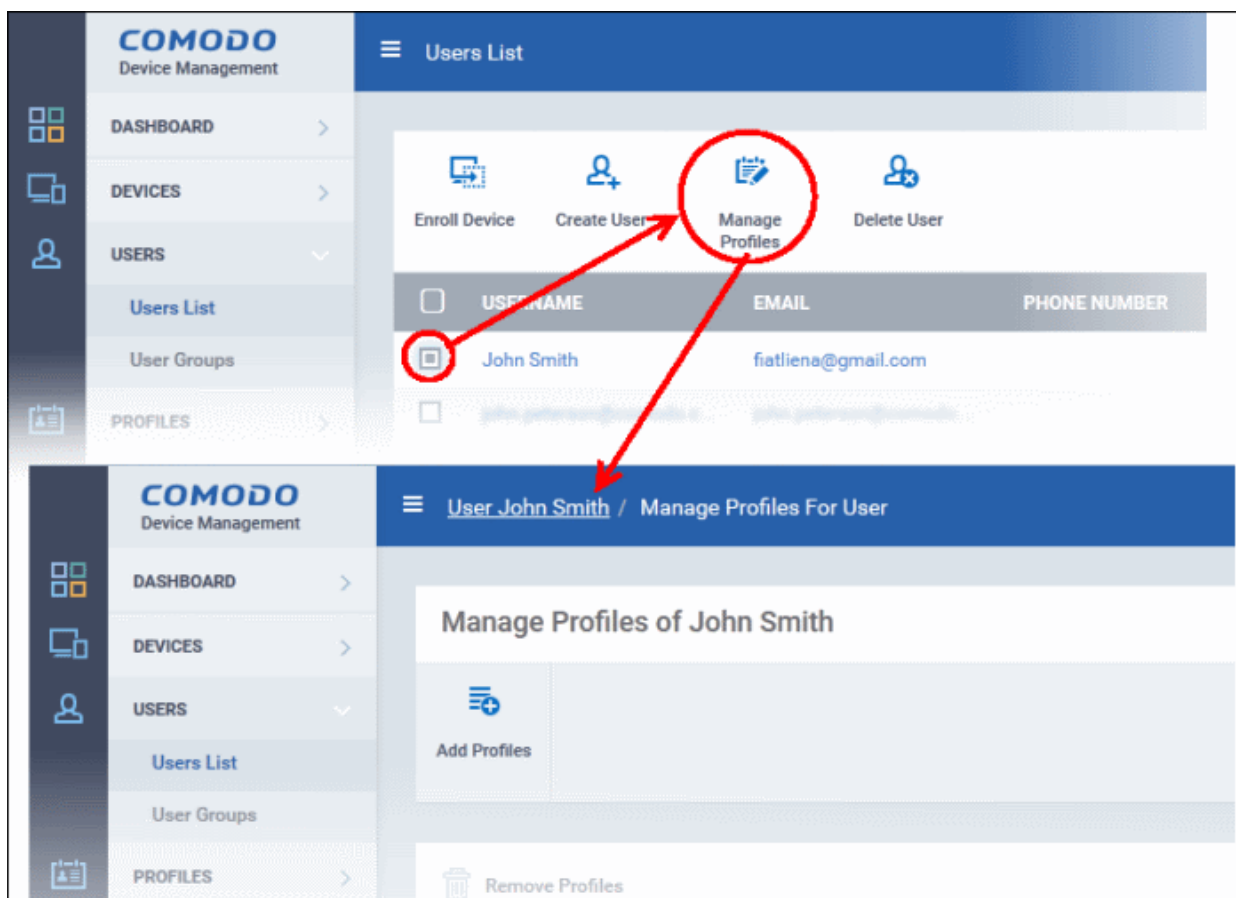 COMODO
Device Management
Users List
DASHBOARD
DEVICES
USERS
Users List
User Groups
PROFILES
Enroll Device
Create User
Manage
Profiles
Delete User
USERNAME EMAIL PHONE NUMBER
John Smith fiatliena@gmail.com
COMODO
Device Management
User John Smith / Manage Profiles For User
DASHBOARD
DEVICES
USERS
Users List
User Groups
PROFILES
Manage Profiles of John Smith
Add Profiles
Remove Profiles